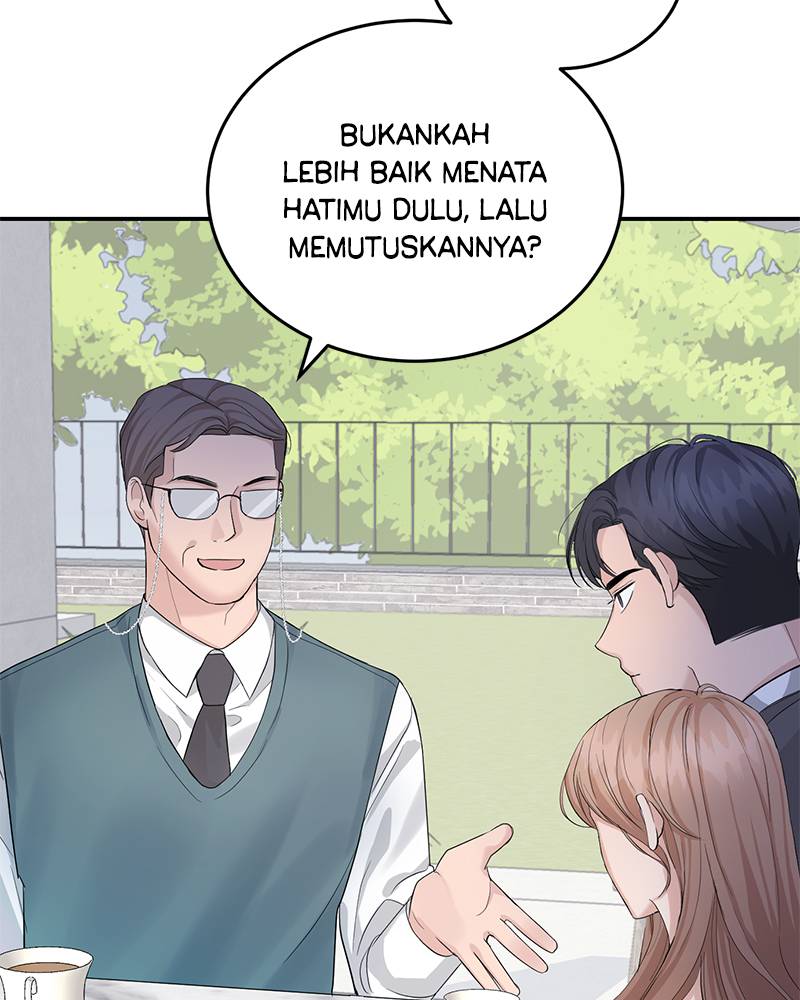 BUKANKAH
LEBIH BAIK MENATA
HATIMU DULU, LALU
MEMUTUSKANNYA?